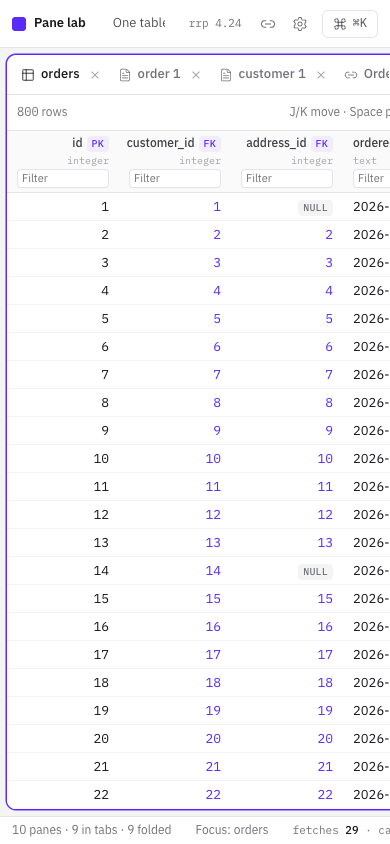 Pane lab One table rrp 4.24 ⌘K
orders × order 1 × customer 1 × Orde
800 rows J/K move · Space p
id PK customer_id FK address_id FK ordere
integer integer integer text
Filter Filter Filter Filter
1 1 NULL 2026-
2 2 2 2026-
3 3 3 2026-
4 4 4 2026-
5 5 5 2026-
6 6 6 2026-
7 7 7 2026-
8 8 8 2026-
9 9 9 2026-
10 10 10 2026-
11 11 11 2026-
12 12 12 2026-
13 13 13 2026-
14 14 NULL 2026-
15 15 15 2026-
16 16 16 2026-
17 17 17 2026-
18 18 18 2026-
19 19 19 2026-
20 20 20 2026-
21 21 21 2026-
22 22 22 2026-
10 panes · 9 in tabs · 9 folded Focus: orders fetches 29 · ca